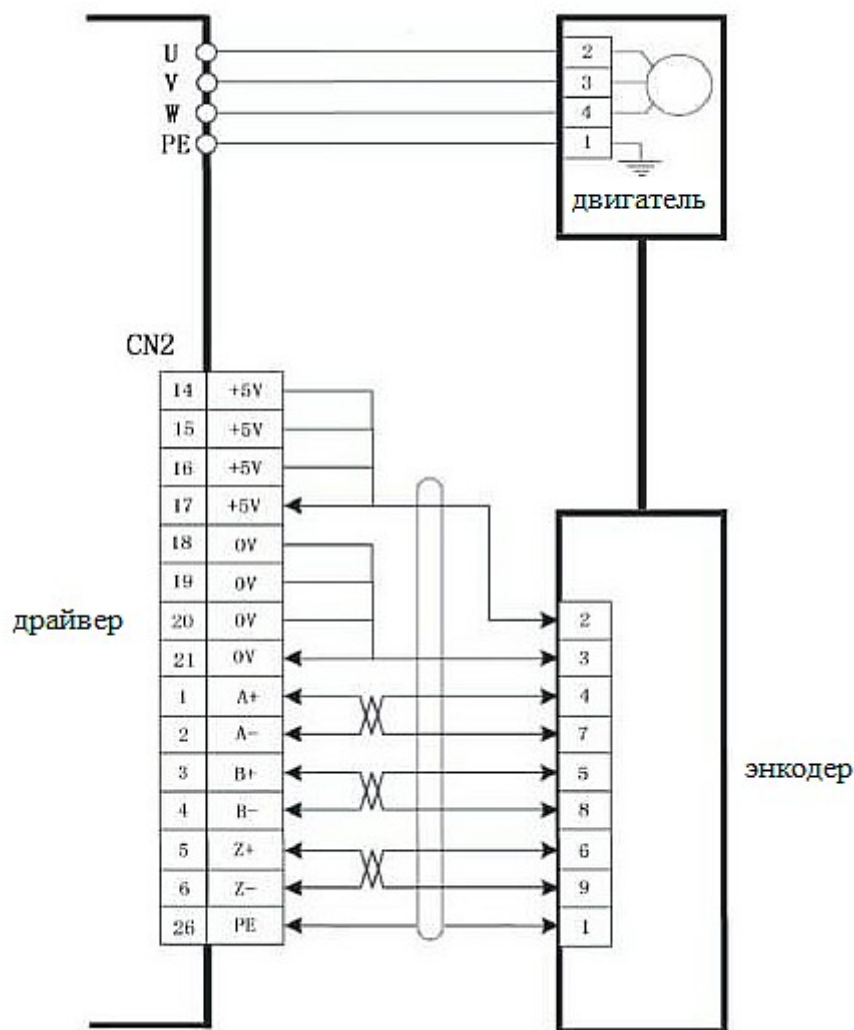 U 2
V 3
W 4
PE 1
двигатель
CN2
14 +5V
15 +5V
16 +5V
17 +5V
18 0V
19 0V
20 0V 2
драйвер
21 0V 3
1 A+ 4
2 A- 7
3 B+ 5
энкодер
4 B- 8
5 Z+ 6
6 Z- 9
26 PE 1